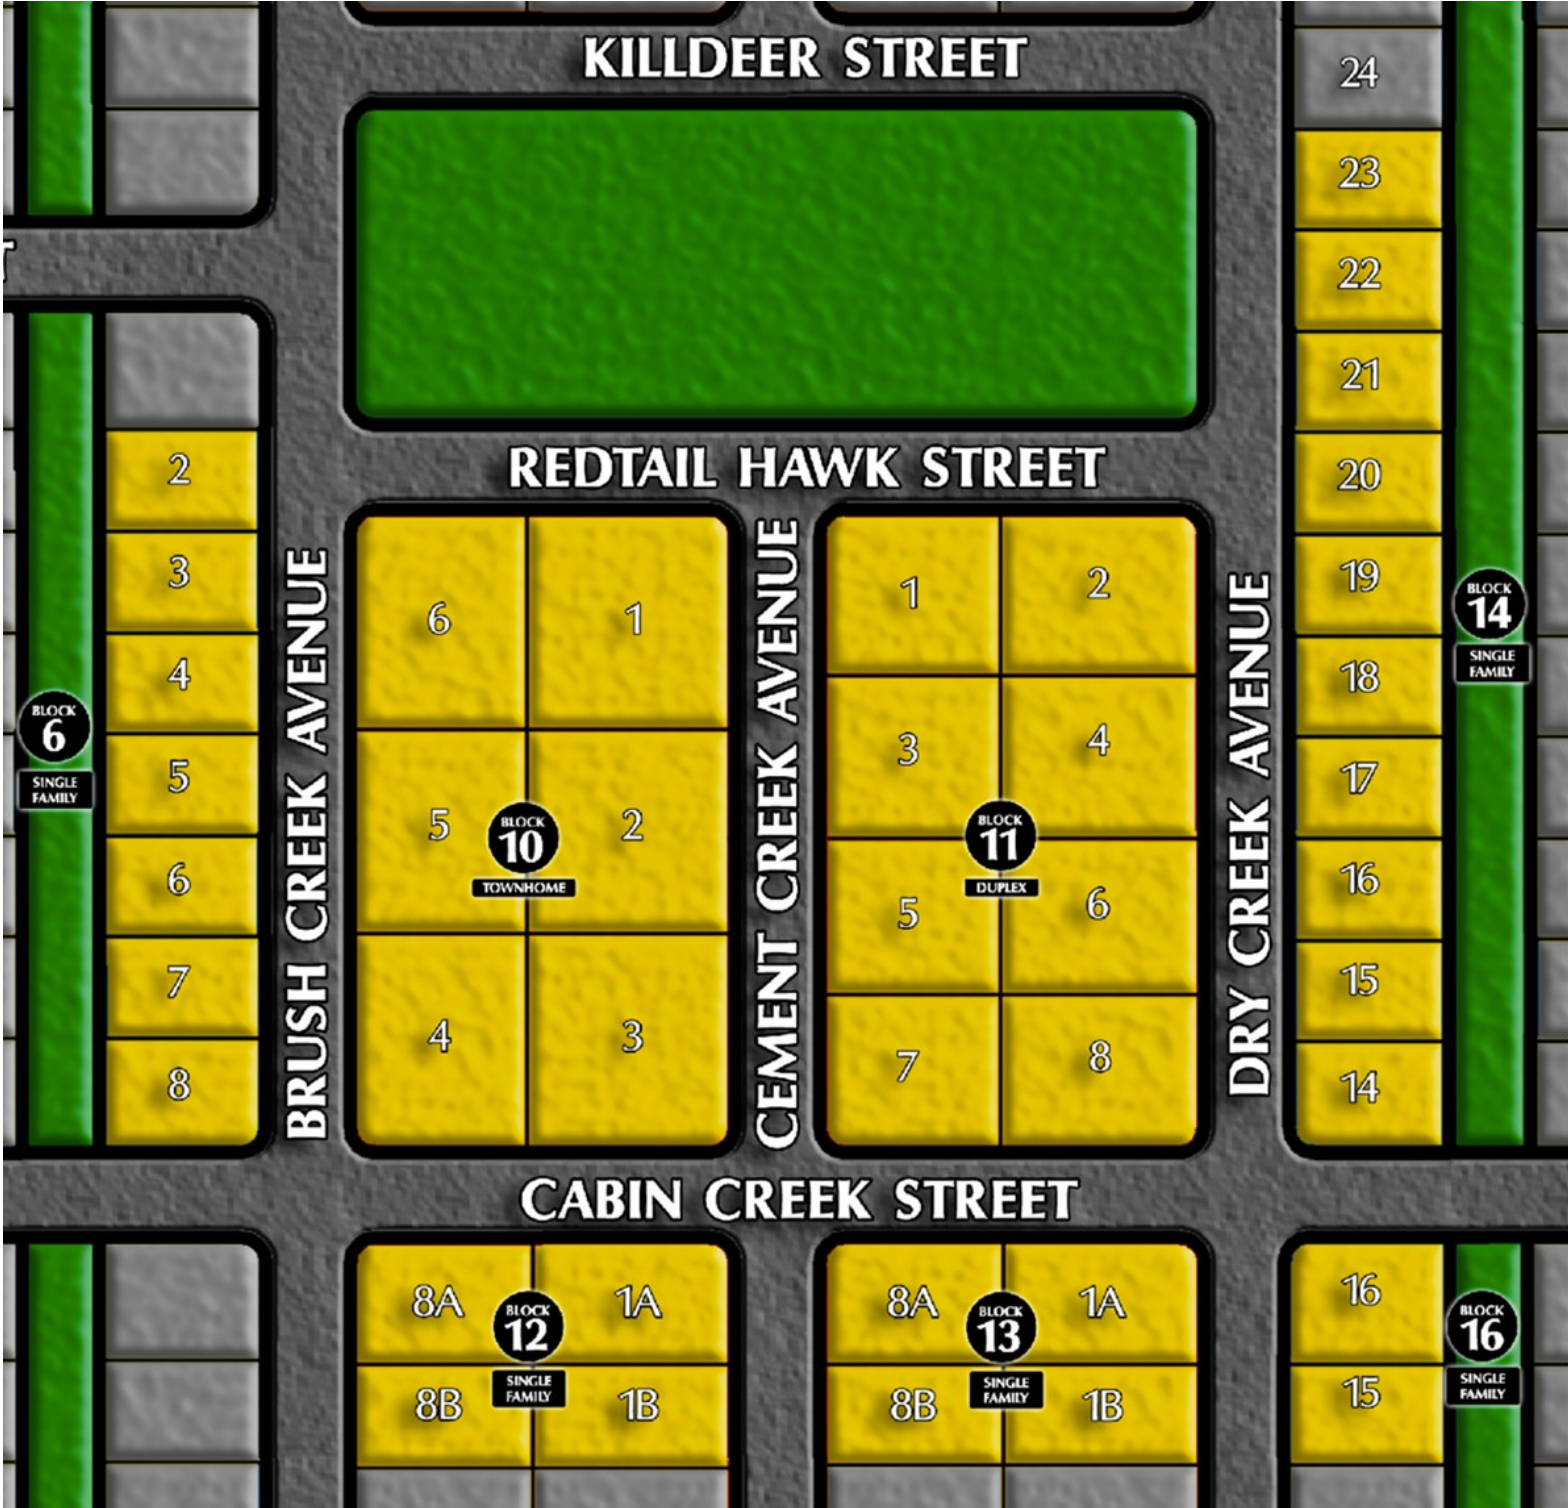 KILLDEER STREET
24
23
22
21
20
19
18
17
16
15
14
BLOCK
14
SINGLE
FAMILY
REDTAIL HAWK STREET
2
3
4
5
6
7
8
BLOCK
6
SINGLE
FAMILY
BRUSH CREEK AVENUE
6
1
5
2
4
3
BLOCK
10
TOWNHOME
CEMENT CREEK AVENUE
1
2
3
4
5
6
7
8
BLOCK
11
DUPLEX
DRY CREEK AVENUE
CABIN CREEK STREET
8A
1A
8B
1B
BLOCK
12
SINGLE
FAMILY
8A
1A
8B
1B
BLOCK
13
SINGLE
FAMILY
16
15
BLOCK
16
SINGLE
FAMILY